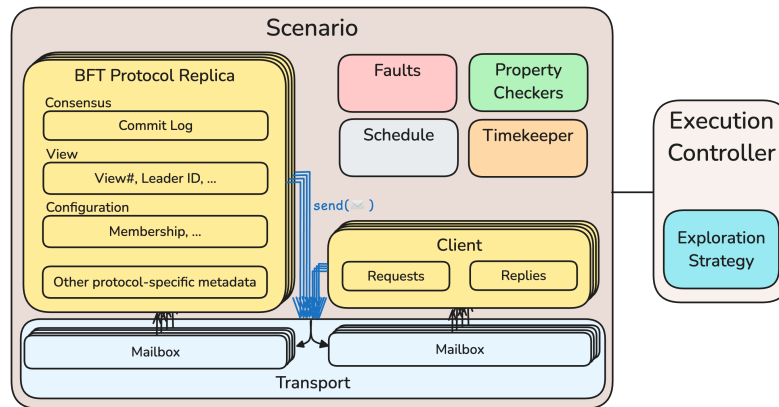 Scenario
BFT Protocol Replica
Consensus
Commit Log
View
View#, Leader ID, ...
Configuration
Membership, ...
Other protocol-specific metadata
Faults
Property
Checkers
Schedule
Timekeeper
send(✉️)
Client
Requests
Replies
Mailbox
Mailbox
Transport
Execution
Controller
Exploration
Strategy